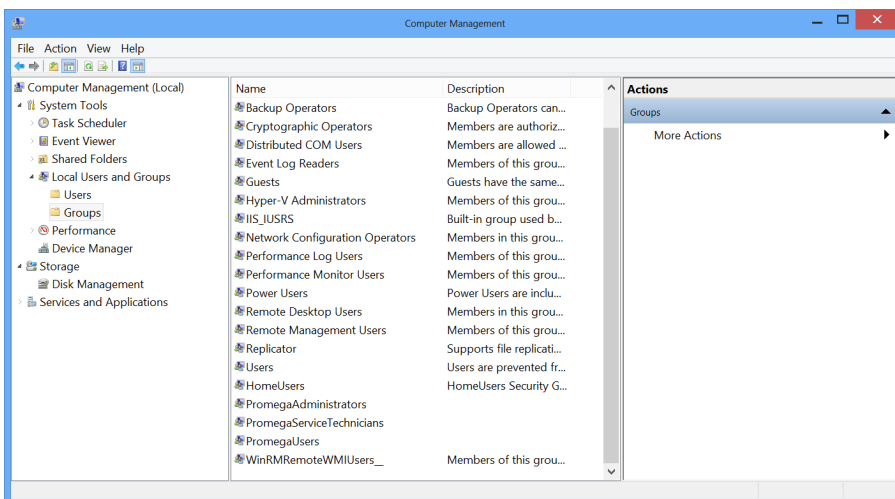 Computer Management
File Action View Help
Computer Management (Local)
System Tools
Task Scheduler
Event Viewer
Shared Folders
Local Users and Groups
Users
Groups
Performance
Device Manager
Storage
Disk Management
Services and Applications
Name Description
Backup Operators Backup Operators can...
Cryptographic Operators Members are authoriz...
Distributed COM Users Members are allowed ...
Event Log Readers Members of this grou...
Guests Guests have the same...
Hyper-V Administrators Members of this grou...
IIS_IUSRS Built-in group used b...
Network Configuration Operators Members in this grou...
Performance Log Users Members of this grou...
Performance Monitor Users Members of this grou...
Power Users Power Users are inclu...
Remote Desktop Users Members in this grou...
Remote Management Users Members of this grou...
Replicator Supports file replicati...
Users Users are prevented fr...
HomeUsers HomeUsers Security G...
PromegaAdministrators
PromegaServiceTechnicians
PromegaUsers
WinRMRemoteWMIUsers__ Members of this grou...
Actions
Groups
More Actions